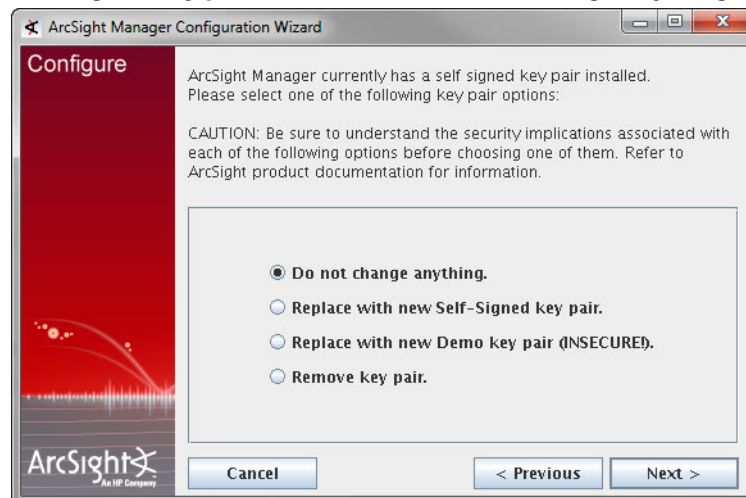 ArcSight Manager Configuration Wizard
Configure
ArcSight Manager currently has a self signed key pair installed.
Please select one of the following key pair options:
CAUTION: Be sure to understand the security implications associated with
each of the following options before choosing one of them. Refer to
ArcSight product documentation for information.
Do not change anything.
Replace with new Self-Signed key pair.
Replace with new Demo key pair (INSECURE!).
Remove key pair.
ArcSight
An HP Company
Cancel
< Previous
Next >